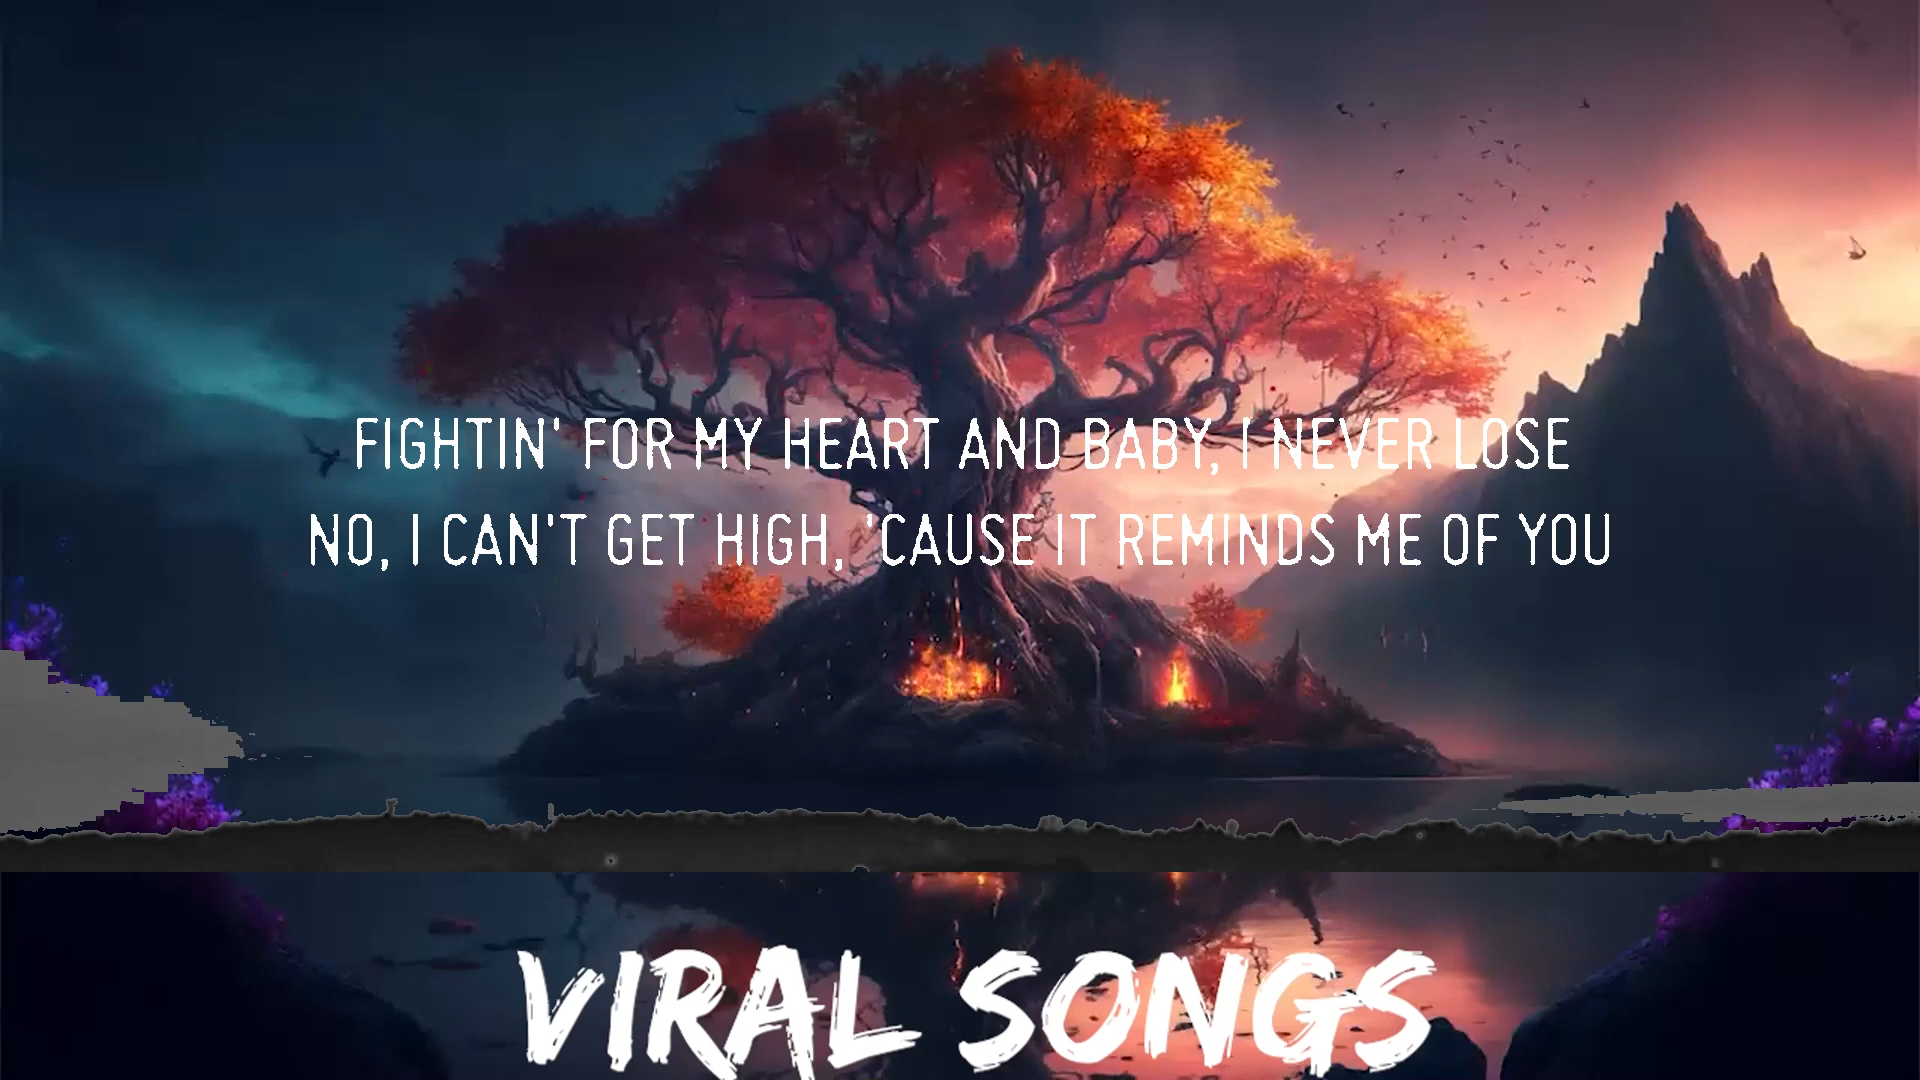 FIGHTIN' FOR MY HEART AND BABY, I NEVER LOSE
NO, I CAN'T GET HIGH, 'CAUSE IT REMINDS ME OF YOU
VIRAL SONGS